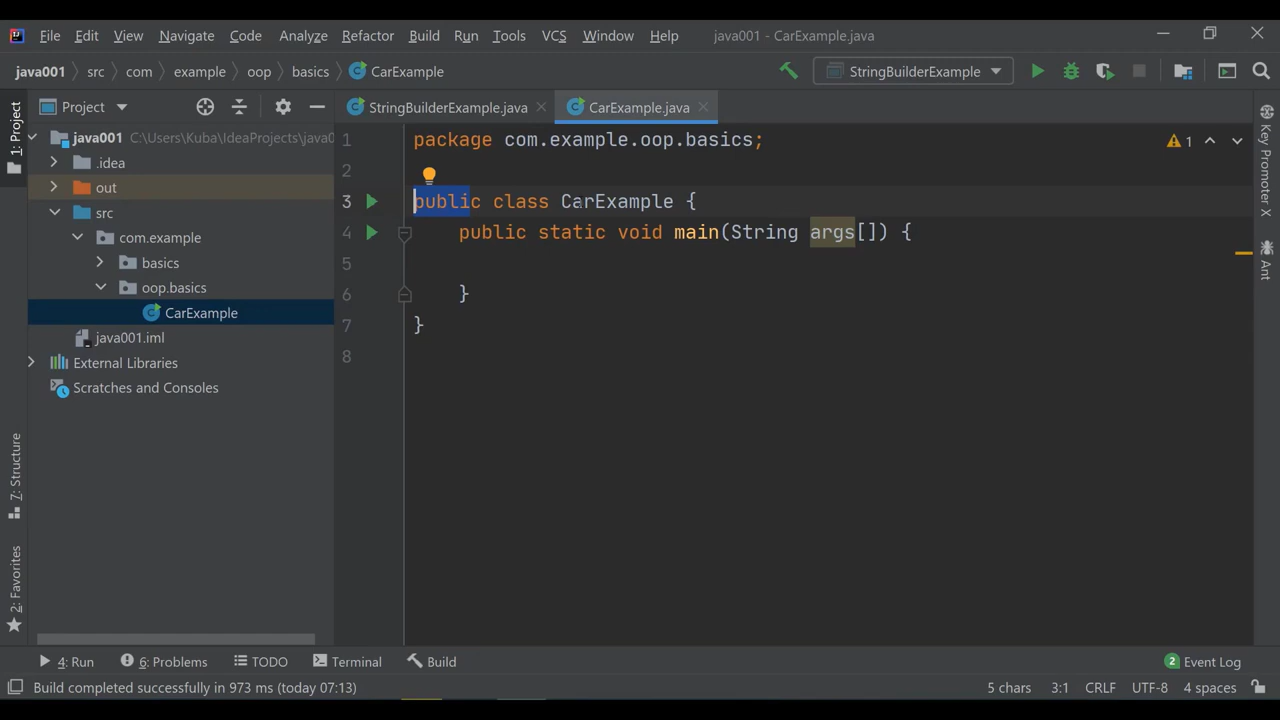 File Edit View Navigate Code Analyze Refactor Build Run Tools VCS Window Help java001 - CarExample.java
java001 src com example oop basics CarExample StringBuilderExample
Project StringBuilderExample.java CarExample.java
1: Project
7: Structure
2: Favorites
java001 C:\Users\Kuba\IdeaProjects\java0
.idea
out
src
com.example
basics
oop.basics
CarExample
java001.iml
External Libraries
Scratches and Consoles
1 package com.example.oop.basics;
2
3 public class CarExample {
4 public static void main(String args[]) {
5
6 }
7 }
8
1
Key Promoter X
Ant
4: Run 6: Problems TODO Terminal Build 2 Event Log
Build completed successfully in 973 ms (today 07:13) 5 chars 3:1 CRLF UTF-8 4 spaces